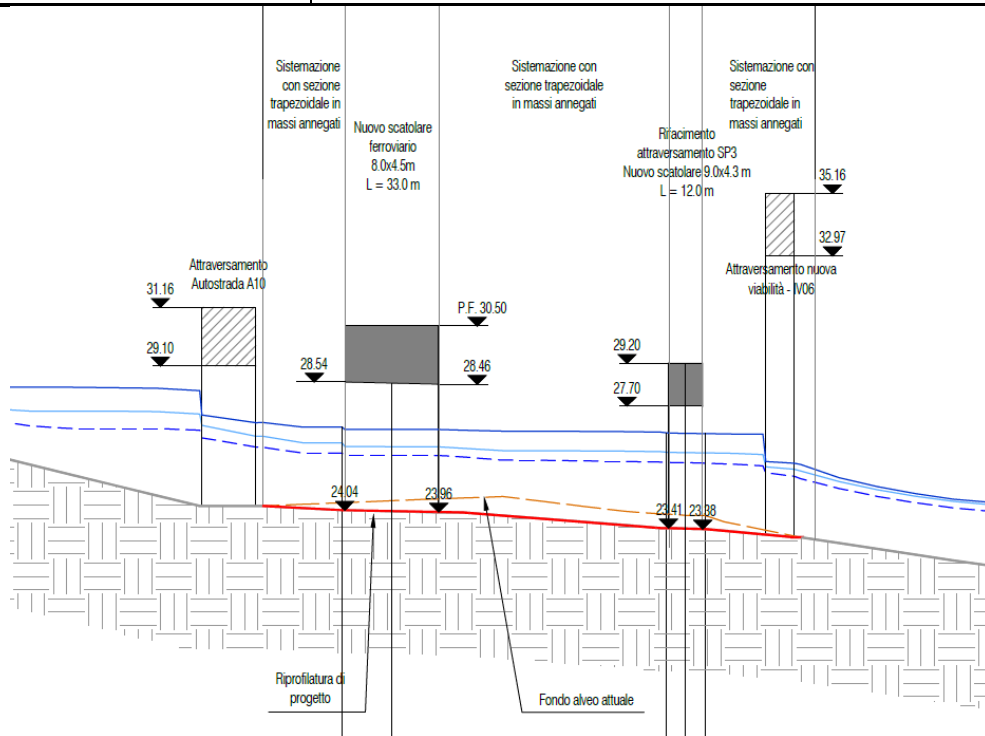 Sistemazione
con sezione
trapezoidale in
massi annegati
Sistemazione con
sezione trapezoidale
in massi annegati
Sistemazione con
sezione
trapezoidale in
massi annegati
Nuovo scatolare
ferroviario
8.0x4.5m
L = 33.0 m
Rifacimento
attraversamento SP3
Nuovo scatolare 9.0x4.3 m
L = 12.0 m
35.16
32.97
Attraversamento
Autostrada A10
Attraversamento nuova
viabilità - IV06
31.16
29.10
P.F. 30.50
28.54
28.46
29.20
27.70
24.04
23.96
23.41
23.38
Riprofilatura di
progetto
Fondo alveo attuale